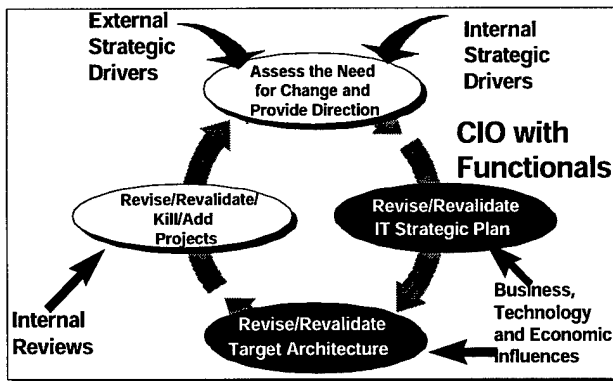 External
Strategic
Drivers
Internal
Strategic
Drivers
Assess the Need
for Change and
Provide Direction
CIO with
Functionals
Revise/Revalidate/
Kill/Add
Projects
Revise/Revalidate
IT Strategic Plan
Internal
Reviews
Revise/Revalidate
Target Architecture
Business,
Technology
and Economic
Influences